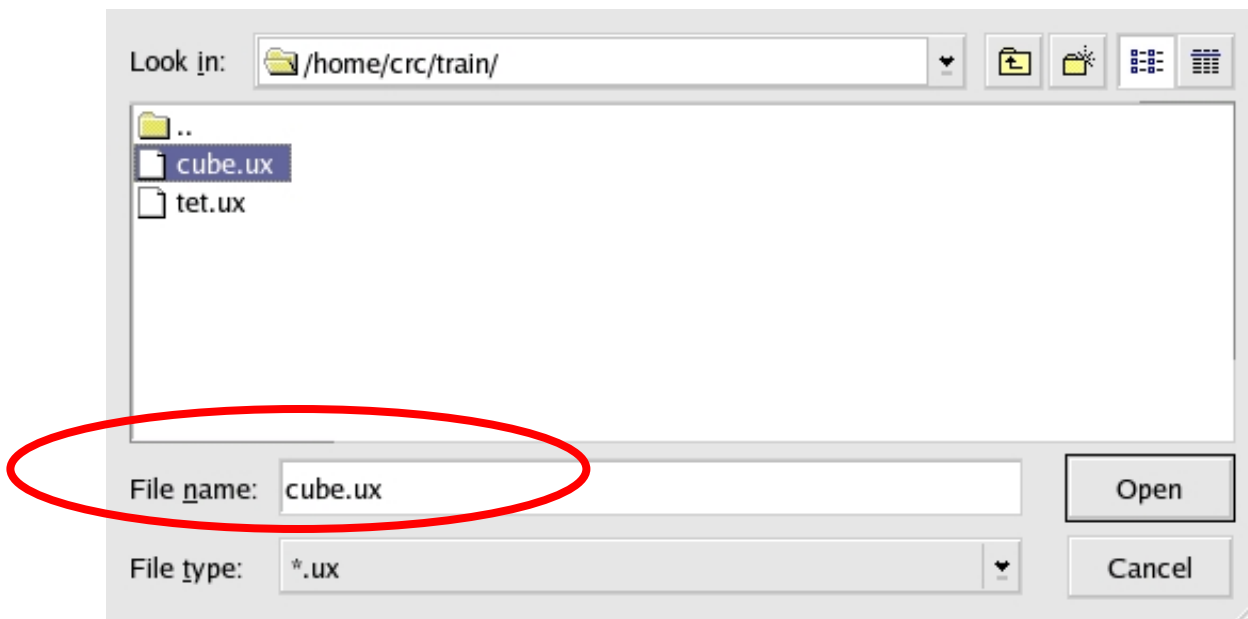 Look in: /home/crc/train/
..
cube.ux
tet.ux
File name: cube.ux Open
File type: *.ux Cancel